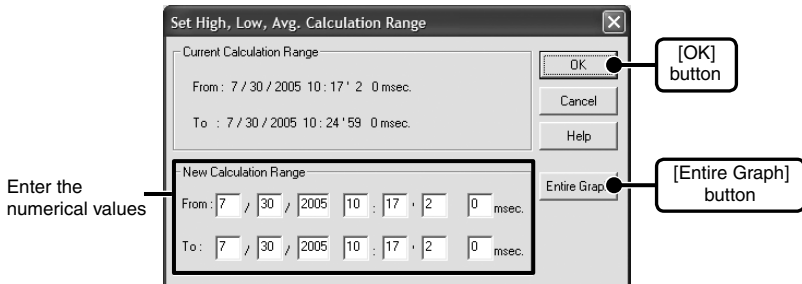 Set High, Low, Avg. Calculation Range
Current Calculation Range
From : 7 / 30 / 2005 10 : 17 ' 2 0 msec.
To : 7 / 30 / 2005 10 : 24 ' 59 0 msec.
OK
Cancel
Help
[OK]
button
Enter the
numerical values
New Calculation Range
From : 7 / 30 / 2005 10 : 17 ' 2 0 msec.
To : 7 / 30 / 2005 10 : 17 ' 2 0 msec.
Entire Grap
[Entire Graph]
button